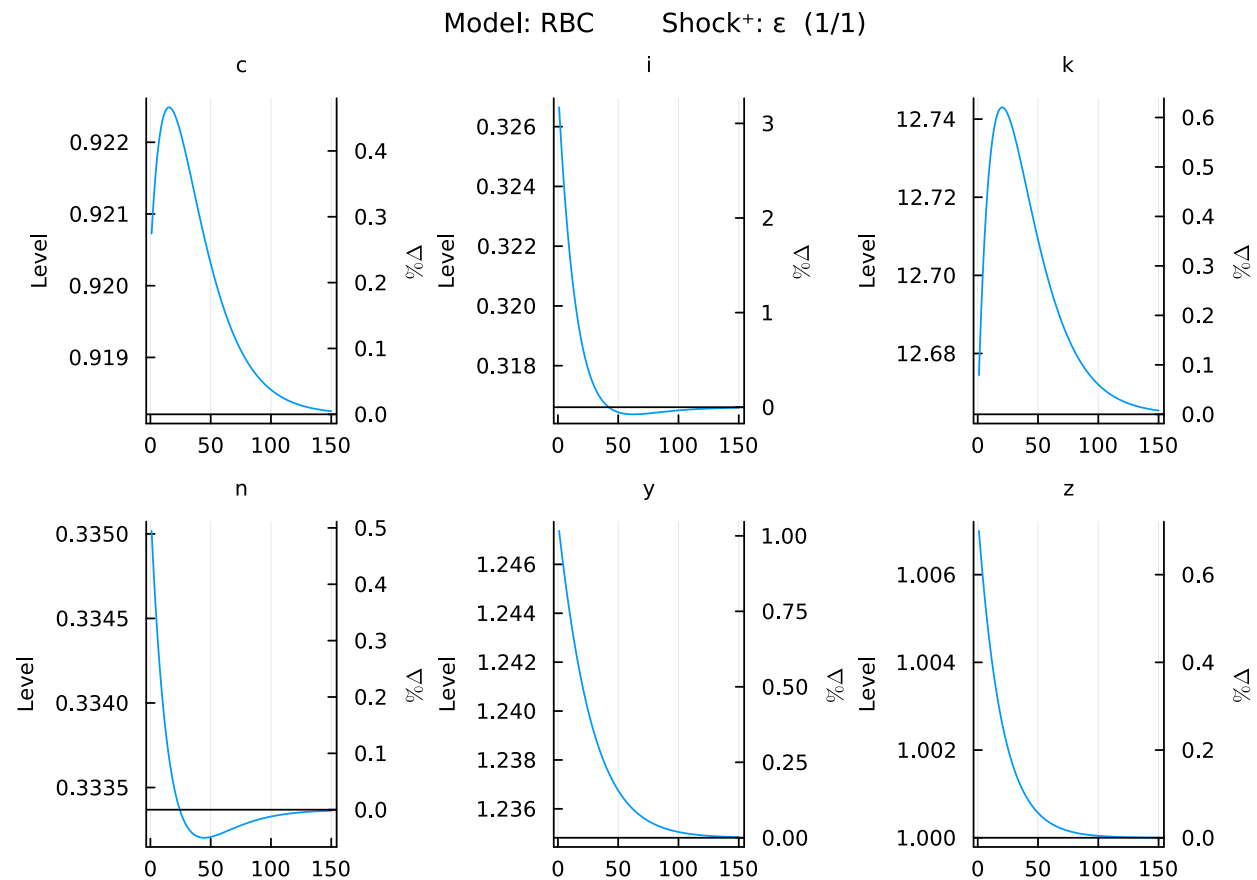 Model: RBC Shock⁺: ε (1/1)
c
0.922
0.921
0.920
0.919
Level
0.4
0.3
0.2
0.1
0.0
%Δ
0 50 100 150
i
0.326
0.324
0.322
0.320
0.318
Level
3
2
1
0
%Δ
0 50 100 150
k
12.74
12.72
12.70
12.68
Level
0.6
0.5
0.4
0.3
0.2
0.1
0.0
%Δ
0 50 100 150
n
0.3350
0.3345
0.3340
0.3335
Level
0.5
0.4
0.3
0.2
0.1
0.0
%Δ
0 50 100 150
y
1.246
1.244
1.242
1.240
1.238
1.236
Level
1.00
0.75
0.50
0.25
0.00
%Δ
0 50 100 150
z
1.006
1.004
1.002
1.000
Level
0.6
0.4
0.2
0.0
%Δ
0 50 100 150